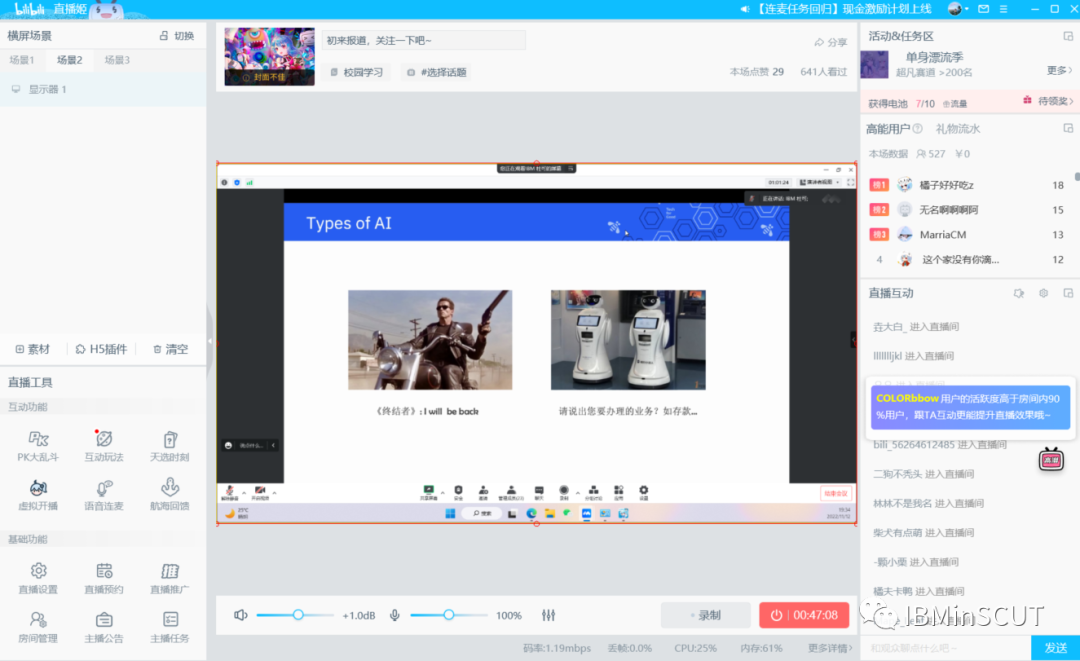 bilibili 直播姬
【连麦任务回归】现金激励计划上线
横屏场景
切换
场景1 场景2 场景3
显示器 1
素材 H5插件 清空
直播工具
互动功能
PK大乱斗 互动玩法 天选时刻
虚拟开播 语音连麦 航海回馈
基础功能
直播设置 直播预约 直播推广
房间管理 主播公告 主播任务
封面不佳
初来报道，关注一下吧~
校园学习 #选择话题
分享
本场点赞 29 641人看过
01:01:24
Types of AI
《终结者》: I will be back
请说出您要办理的业务？如存款...
结束会议
搜索
+1.0dB
100%
录制
00:47:08
码率:1.19mbps 丢帧:0.0% CPU:25% 内存:61% 更多详情>
活动&任务区
单身漂流季
超凡赛道 >200名
更多>
获得电池 7/10
流量
待领奖>
高能用户 礼物流水
本场数据 527 ￥0
榜1 橘子好好吃z 18
榜2 无名啊啊啊阿 15
榜3 MarriaCM 13
4 这个家没有你滴... 12
直播互动
垚大白_ 进入直播间
lllllljkl 进入直播间
COLORbbow 用户的活跃度高于房间内90
%用户，跟TA互动更能提升直播效果哦~
bili_56264612485 进入直播间
二狗不秃头 进入直播间
林林不是我名 进入直播间
柴犬有点萌 进入直播间
-颗小栗 进入直播间
橘夫卡鸭 进入直播间
IBMinSCUT
和观众聊点什么吧~
发送